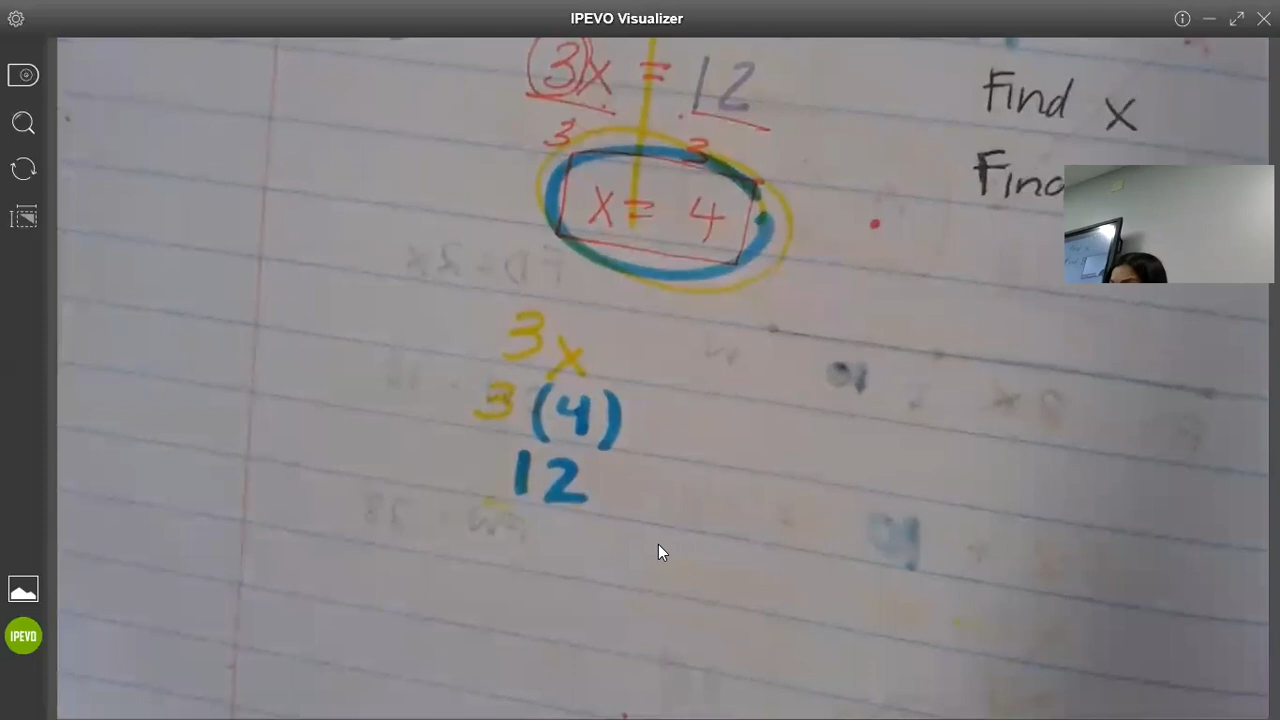 IPEVO Visualizer
3x = 12
3 3
x = 4
Find x
Find
3x
3 (4)
12
IPEVO